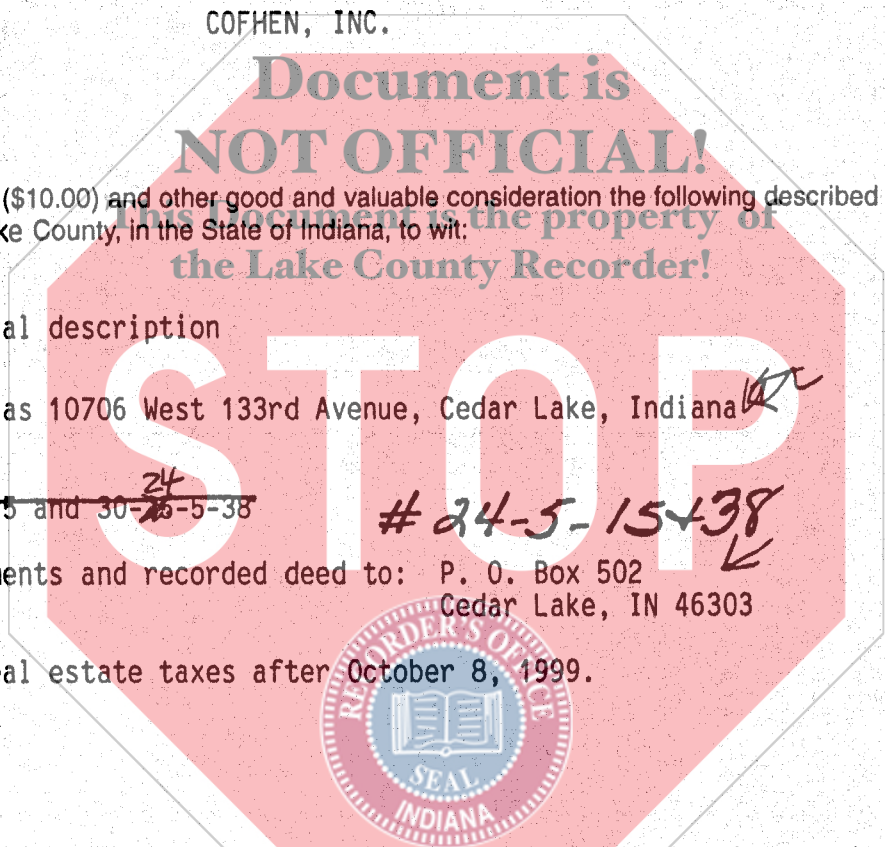 COFHEN, INC.
Document is
NOT OFFICIAL!
($10.00) and other good and valuable consideration the following described
This Document is the property of
ke County, in the State of Indiana, to wit:
the Lake County Recorder!
al description
STOP
as 10706 West 133rd Avenue, Cedar Lake, Indiana
24
5 and 30-26-5-38
# 24-5-15+38
ents and recorded deed to: P. O. Box 502
Cedar Lake, IN 46303
al estate taxes after October 8, 1999.
RECORDER'S OFFICE
SEAL
INDIANA